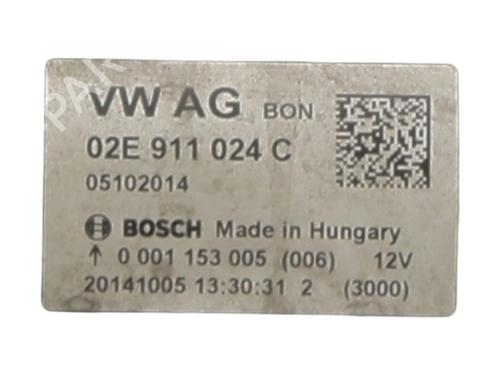 VW AG BON
02E 911 024 C
05102014
BOSCH Made in Hungary
↑ 0 001 153 005 (006) 12V
20141005 13:30:31 2 (3000)